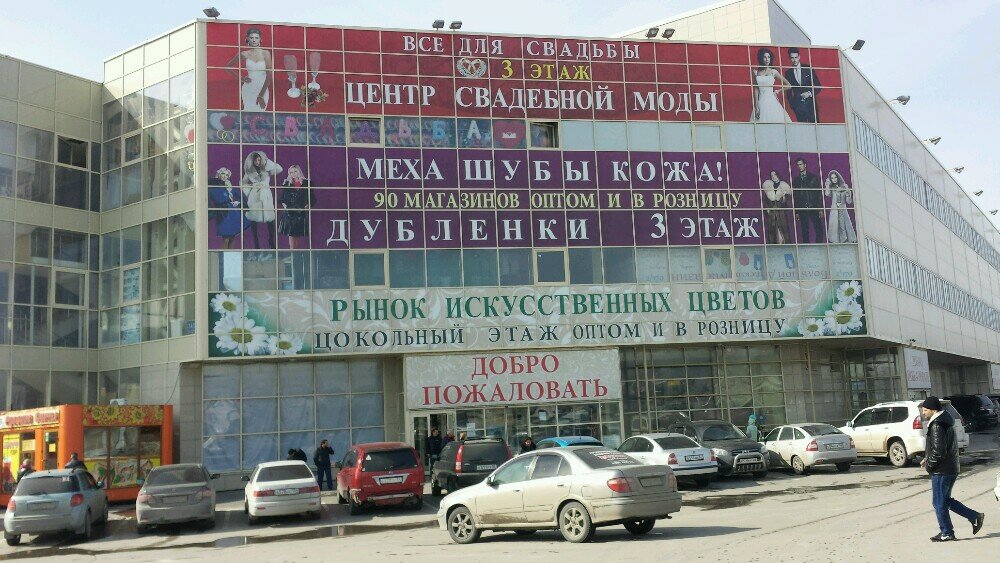 ВСЕ ДЛЯ СВАДЬБЫ
3 ЭТАЖ
ЦЕНТР СВАДЕБНОЙ МОДЫ
СВАДЬБА
МЕХА ШУБЫ КОЖА!
90 МАГАЗИНОВ ОПТОМ И В РОЗНИЦУ
ДУБЛЕНКИ 3 ЭТАЖ
РЫНОК ИСКУССТВЕННЫХ ЦВЕТОВ
ЦОКОЛЬНЫЙ ЭТАЖ ОПТОМ И В РОЗНИЦУ
ДОБРО
ПОЖАЛОВАТЬ